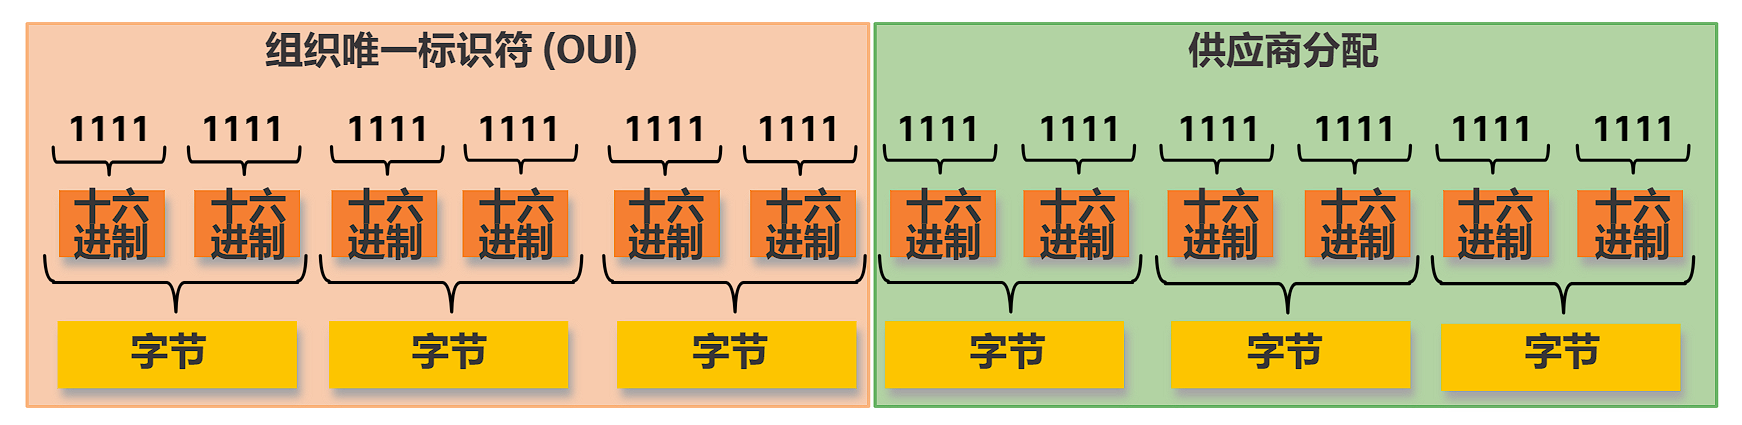 组织唯一标识符 (OUI) 供应商分配
1111 1111 1111 1111 1111 1111 1111 1111 1111 1111 1111 1111
十六 十六 十六 十六 十六 十六 十六 十六 十六 十六 十六 十六
进制 进制 进制 进制 进制 进制 进制 进制 进制 进制 进制 进制
字节 字节 字节 字节 字节 字节